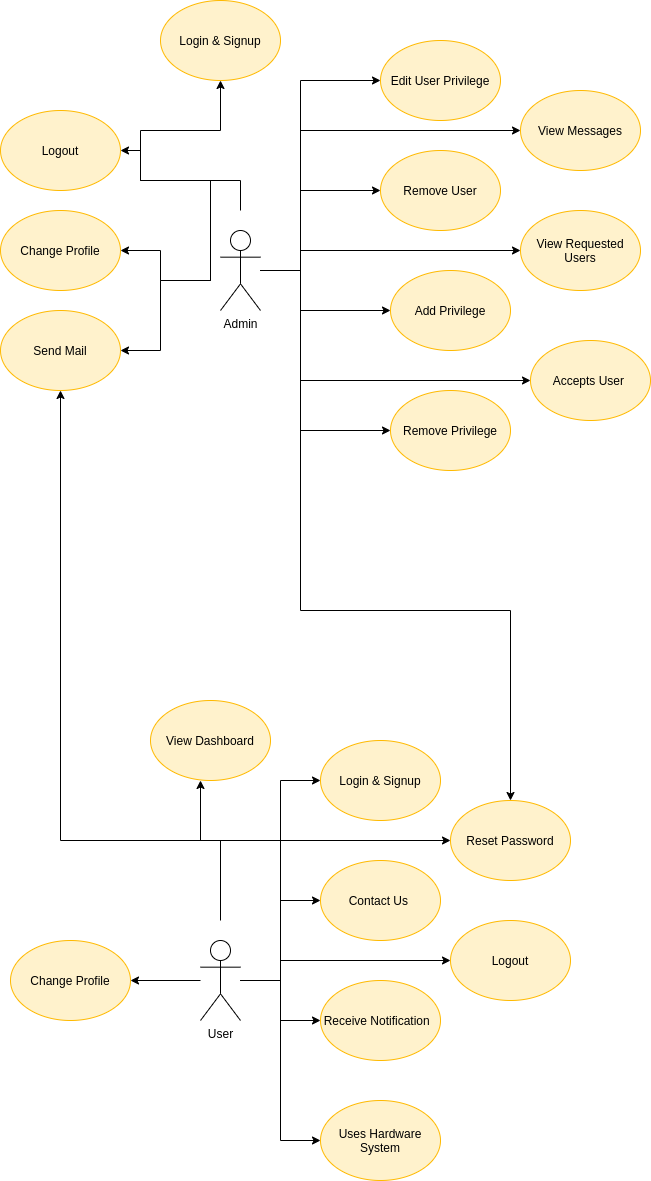 Login & Signup
Edit User Privilege
View Messages
Logout
Remove User
Change Profile
View Requested
Users
Add Privilege
Admin
Send Mail
Accepts User
Remove Privilege
View Dashboard
Login & Signup
Reset Password
Contact Us
Logout
Change Profile
Receive Notification
User
Uses Hardware
System